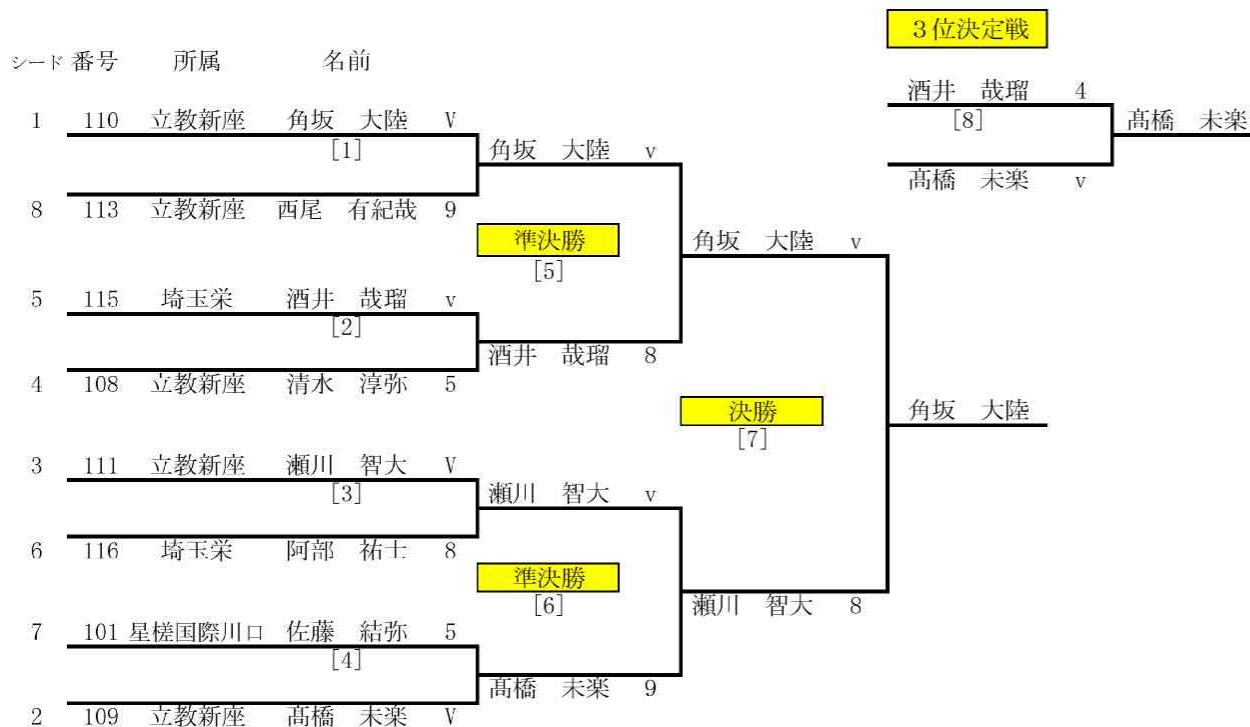 ３位決定戦
シード 番号 所属 名前
酒井 哉瑠 4
1 110 立教新座 角坂 大陸 V
[8]
髙橋 未楽
[1]
角坂 大陸 v
髙橋 未楽 v
8 113 立教新座 西尾 有紀哉 9
準決勝
角坂 大陸 v
[5]
5 115 埼玉栄 酒井 哉瑠 v
[2]
酒井 哉瑠 8
4 108 立教新座 清水 淳弥 5
決勝
角坂 大陸
[7]
3 111 立教新座 瀬川 智大 V
[3]
瀬川 智大 v
6 116 埼玉栄 阿部 祐士 8
準決勝
[6]
瀬川 智大 8
7 101 星槎国際川口 佐藤 結弥 5
[4]
髙橋 未楽 9
2 109 立教新座 髙橋 未楽 V